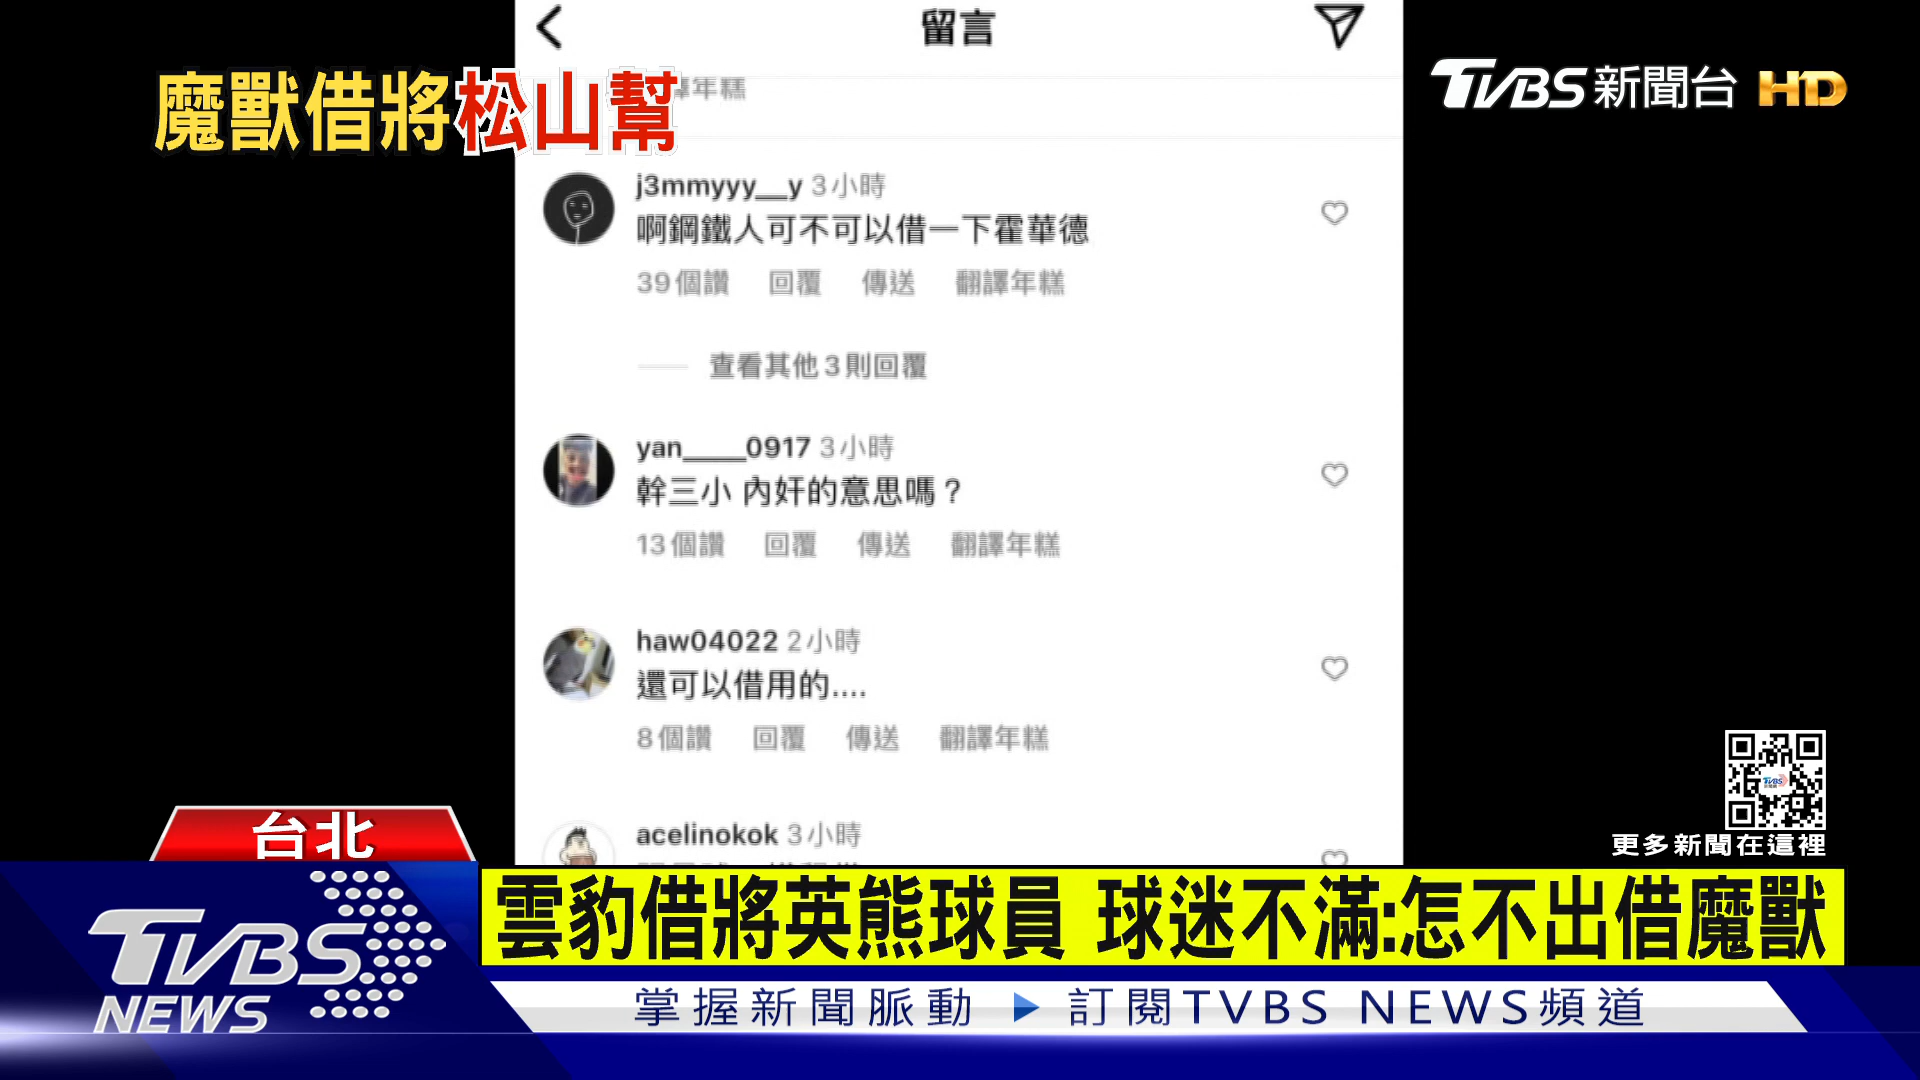 留言
魔獸借將松山幫
譯年糕
TVBS新聞台 HD
j3mmyyy__y 3小時
啊鋼鐵人可不可以借一下霍華德
39個讚 回覆 傳送 翻譯年糕
查看其他3則回覆
yan____0917 3小時
幹三小 內奸的意思嗎？
13個讚 回覆 傳送 翻譯年糕
haw04022 2小時
還可以借用的....
8個讚 回覆 傳送 翻譯年糕
acelinokok 3小時
更多新聞在這裡
台北
雲豹借將英熊球員 球迷不滿:怎不出借魔獸
TVBS
NEWS
掌握新聞脈動 ▶ 訂閱TVBS NEWS頻道